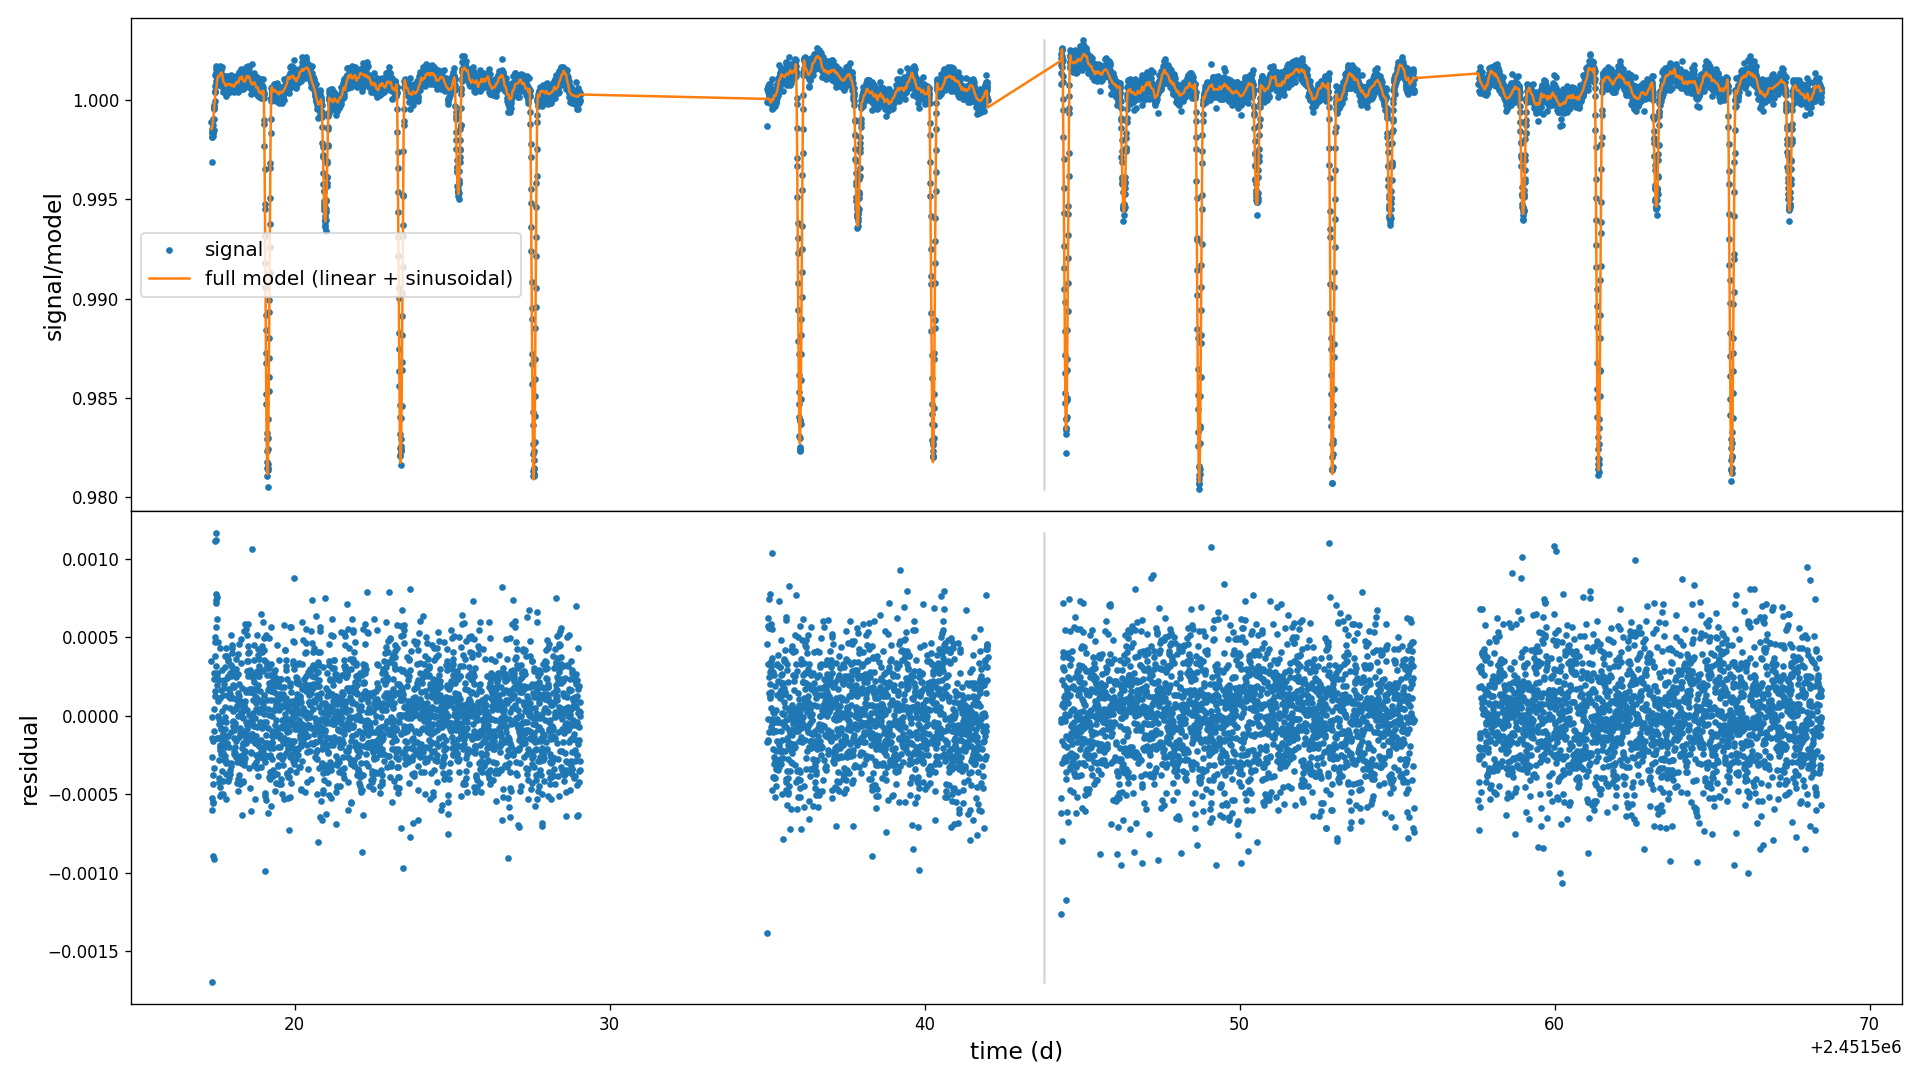 signal/model
1.000
0.995
0.990
0.985
0.980
signal
full model (linear + sinusoidal)
residual
0.0010
0.0005
0.0000
−0.0005
−0.0010
−0.0015
20 30 40 50 60 70
time (d)
+2.4515e6